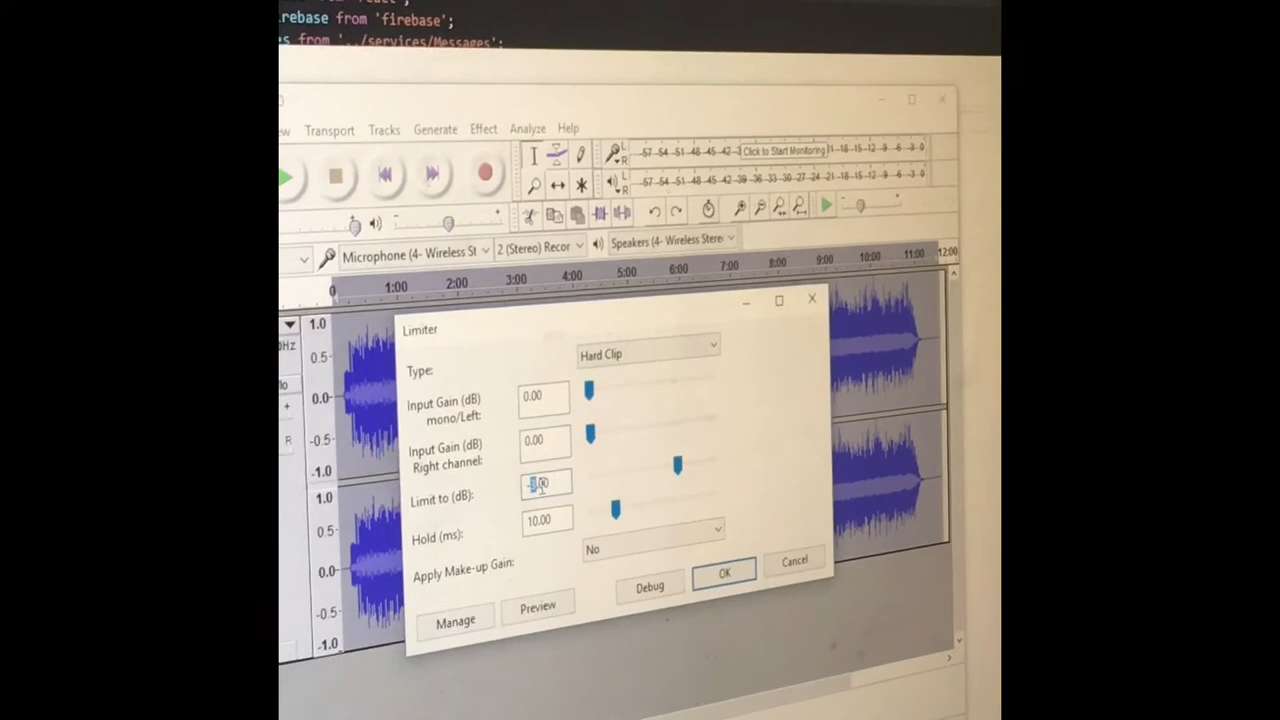 irebase from 'firebase';
es from '../services/Messages';
Transport Tracks Generate Effect Analyze Help
L
R
-57 -54 -51 -48 -45 -42 Click to Start Monitoring -18 -15 -12 -9 -6 -3 0
L
R
-57 -54 -51 -48 -45 -42 -39 -36 -33 -30 -27 -24 -21 -18 -15 -12 -9 -6 -3 0
Microphone (4- Wireless St 2 (Stereo) Recor Speakers (4- Wireless Stere
0 1:00 2:00 3:00 4:00 5:00 6:00 7:00 8:00 9:00 10:00 11:00 12:00
Hz
1.0
0.5
0.0
-0.5
-1.0
R
1.0
0.5
0.0
-0.5
-1.0
Limiter
Type: Hard Clip
Input Gain (dB)
mono/Left: 0.00
Input Gain (dB)
Right channel: 0.00
Limit to (dB):
Hold (ms): 10.00
Apply Make-up Gain: No
Manage Preview Debug OK Cancel